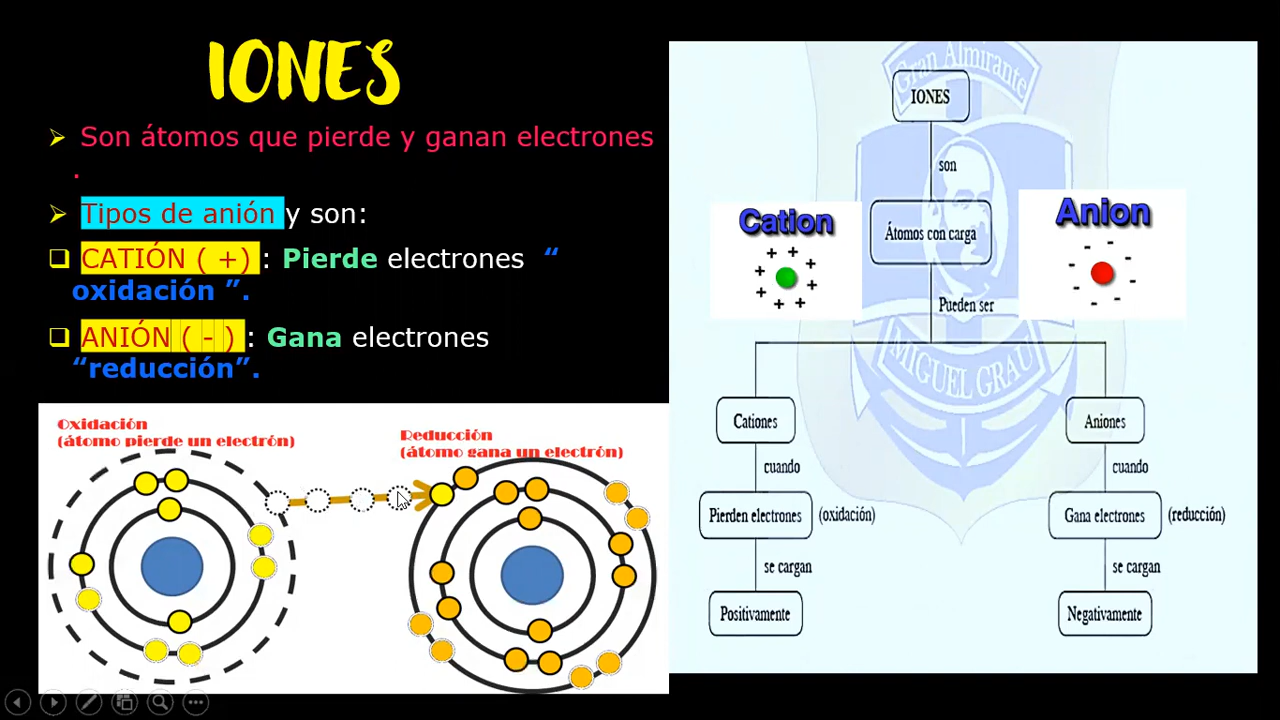 IONES
Son átomos que pierde y ganan electrones
.
Tipos de anión y son:
CATIÓN ( +) : Pierde electrones “
oxidación ”.
ANIÓN ( - ) : Gana electrones
“reducción”.
Oxidación
(átomo pierde un electrón)
Reducción
(átomo gana un electrón)
Gran Almirante
MIGUEL GRAU
IONES
son
Cation
+ + + + + + + + +
Átomos con carga
Anion
- - - - - - - -
Pueden ser
Cationes
Aniones
cuando
cuando
Pierden electrones (oxidación)
Gana electrones (reducción)
se cargan
se cargan
Positivamente
Negativamente